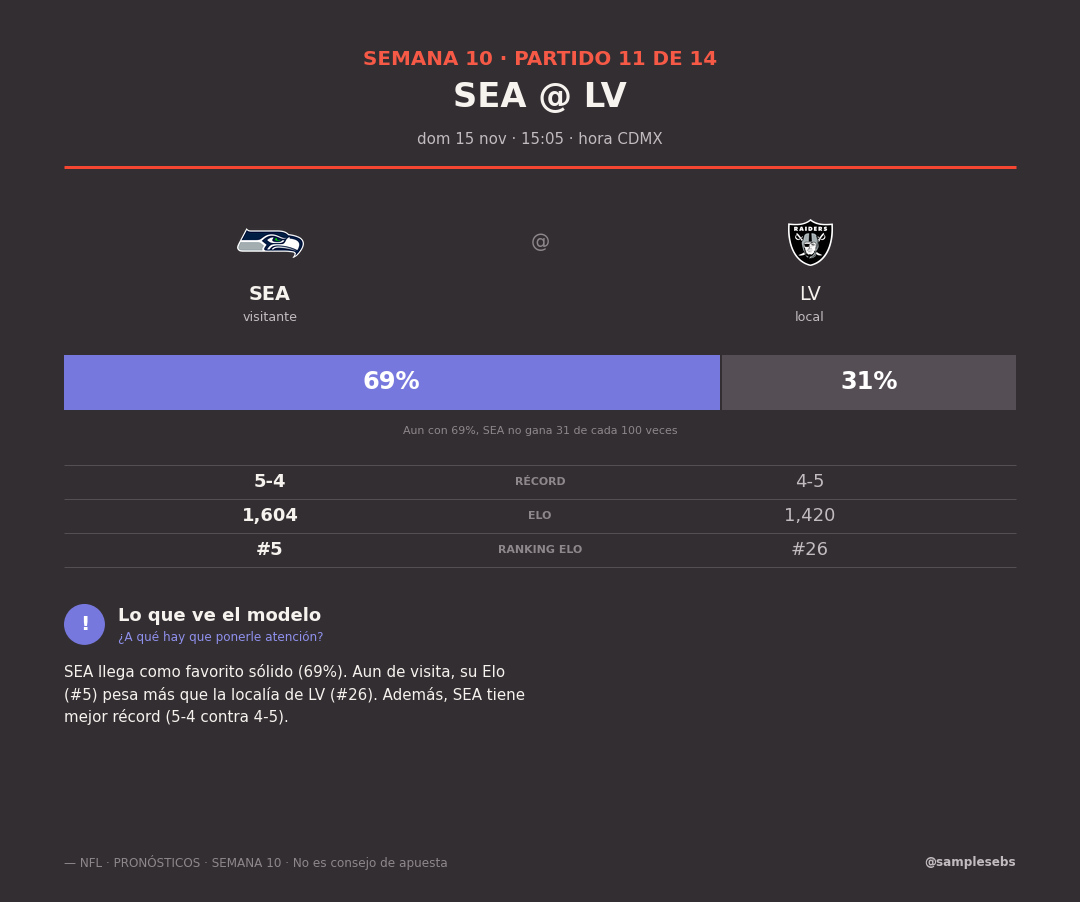 SEMANA 10 · PARTIDO 11 DE 14
SEA @ LV
dom 15 nov · 15:05 · hora CDMX
@
RAIDERS
SEA
LV
visitante
local
69%
31%
Aun con 69%, SEA no gana 31 de cada 100 veces
5-4 RÉCORD 4-5
1,604 ELO 1,420
#5 RANKING ELO #26
!
Lo que ve el modelo
¿A qué hay que ponerle atención?
SEA llega como favorito sólido (69%). Aun de visita, su Elo
(#5) pesa más que la localía de LV (#26). Además, SEA tiene
mejor récord (5-4 contra 4-5).
— NFL · PRONÓSTICOS · SEMANA 10 · No es consejo de apuesta
@samplesebs